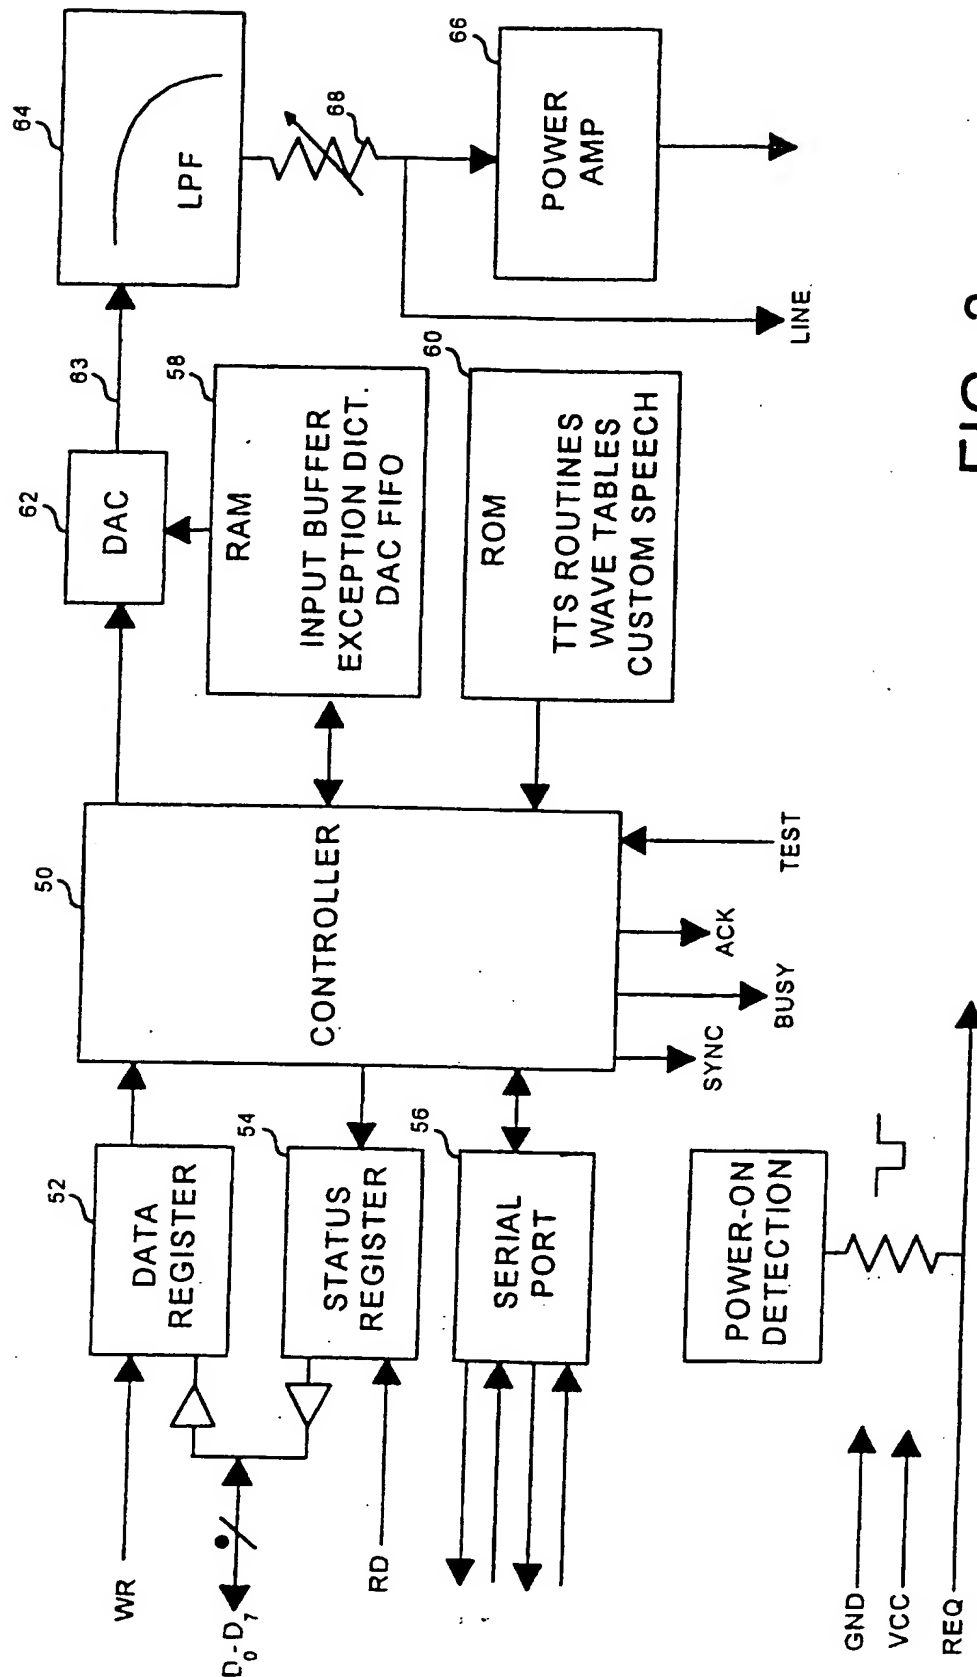 WR
D0-D7
RD
52
DATA
REGISTER
54
STATUS
REGISTER
56
SERIAL
PORT
50
CONTROLLER
SYNC
BUSY
ACK
TEST
62
DAC
63
58
RAM
INPUT BUFFER
EXCEPTION DICT.
DAC FIFO
60
ROM
TTS ROUTINES
WAVE TABLES
CUSTOM SPEECH
64
LPF
68
LINE
66
POWER
AMP
POWER-ON
DETECTION
GND
VCC
REQ
FIG.